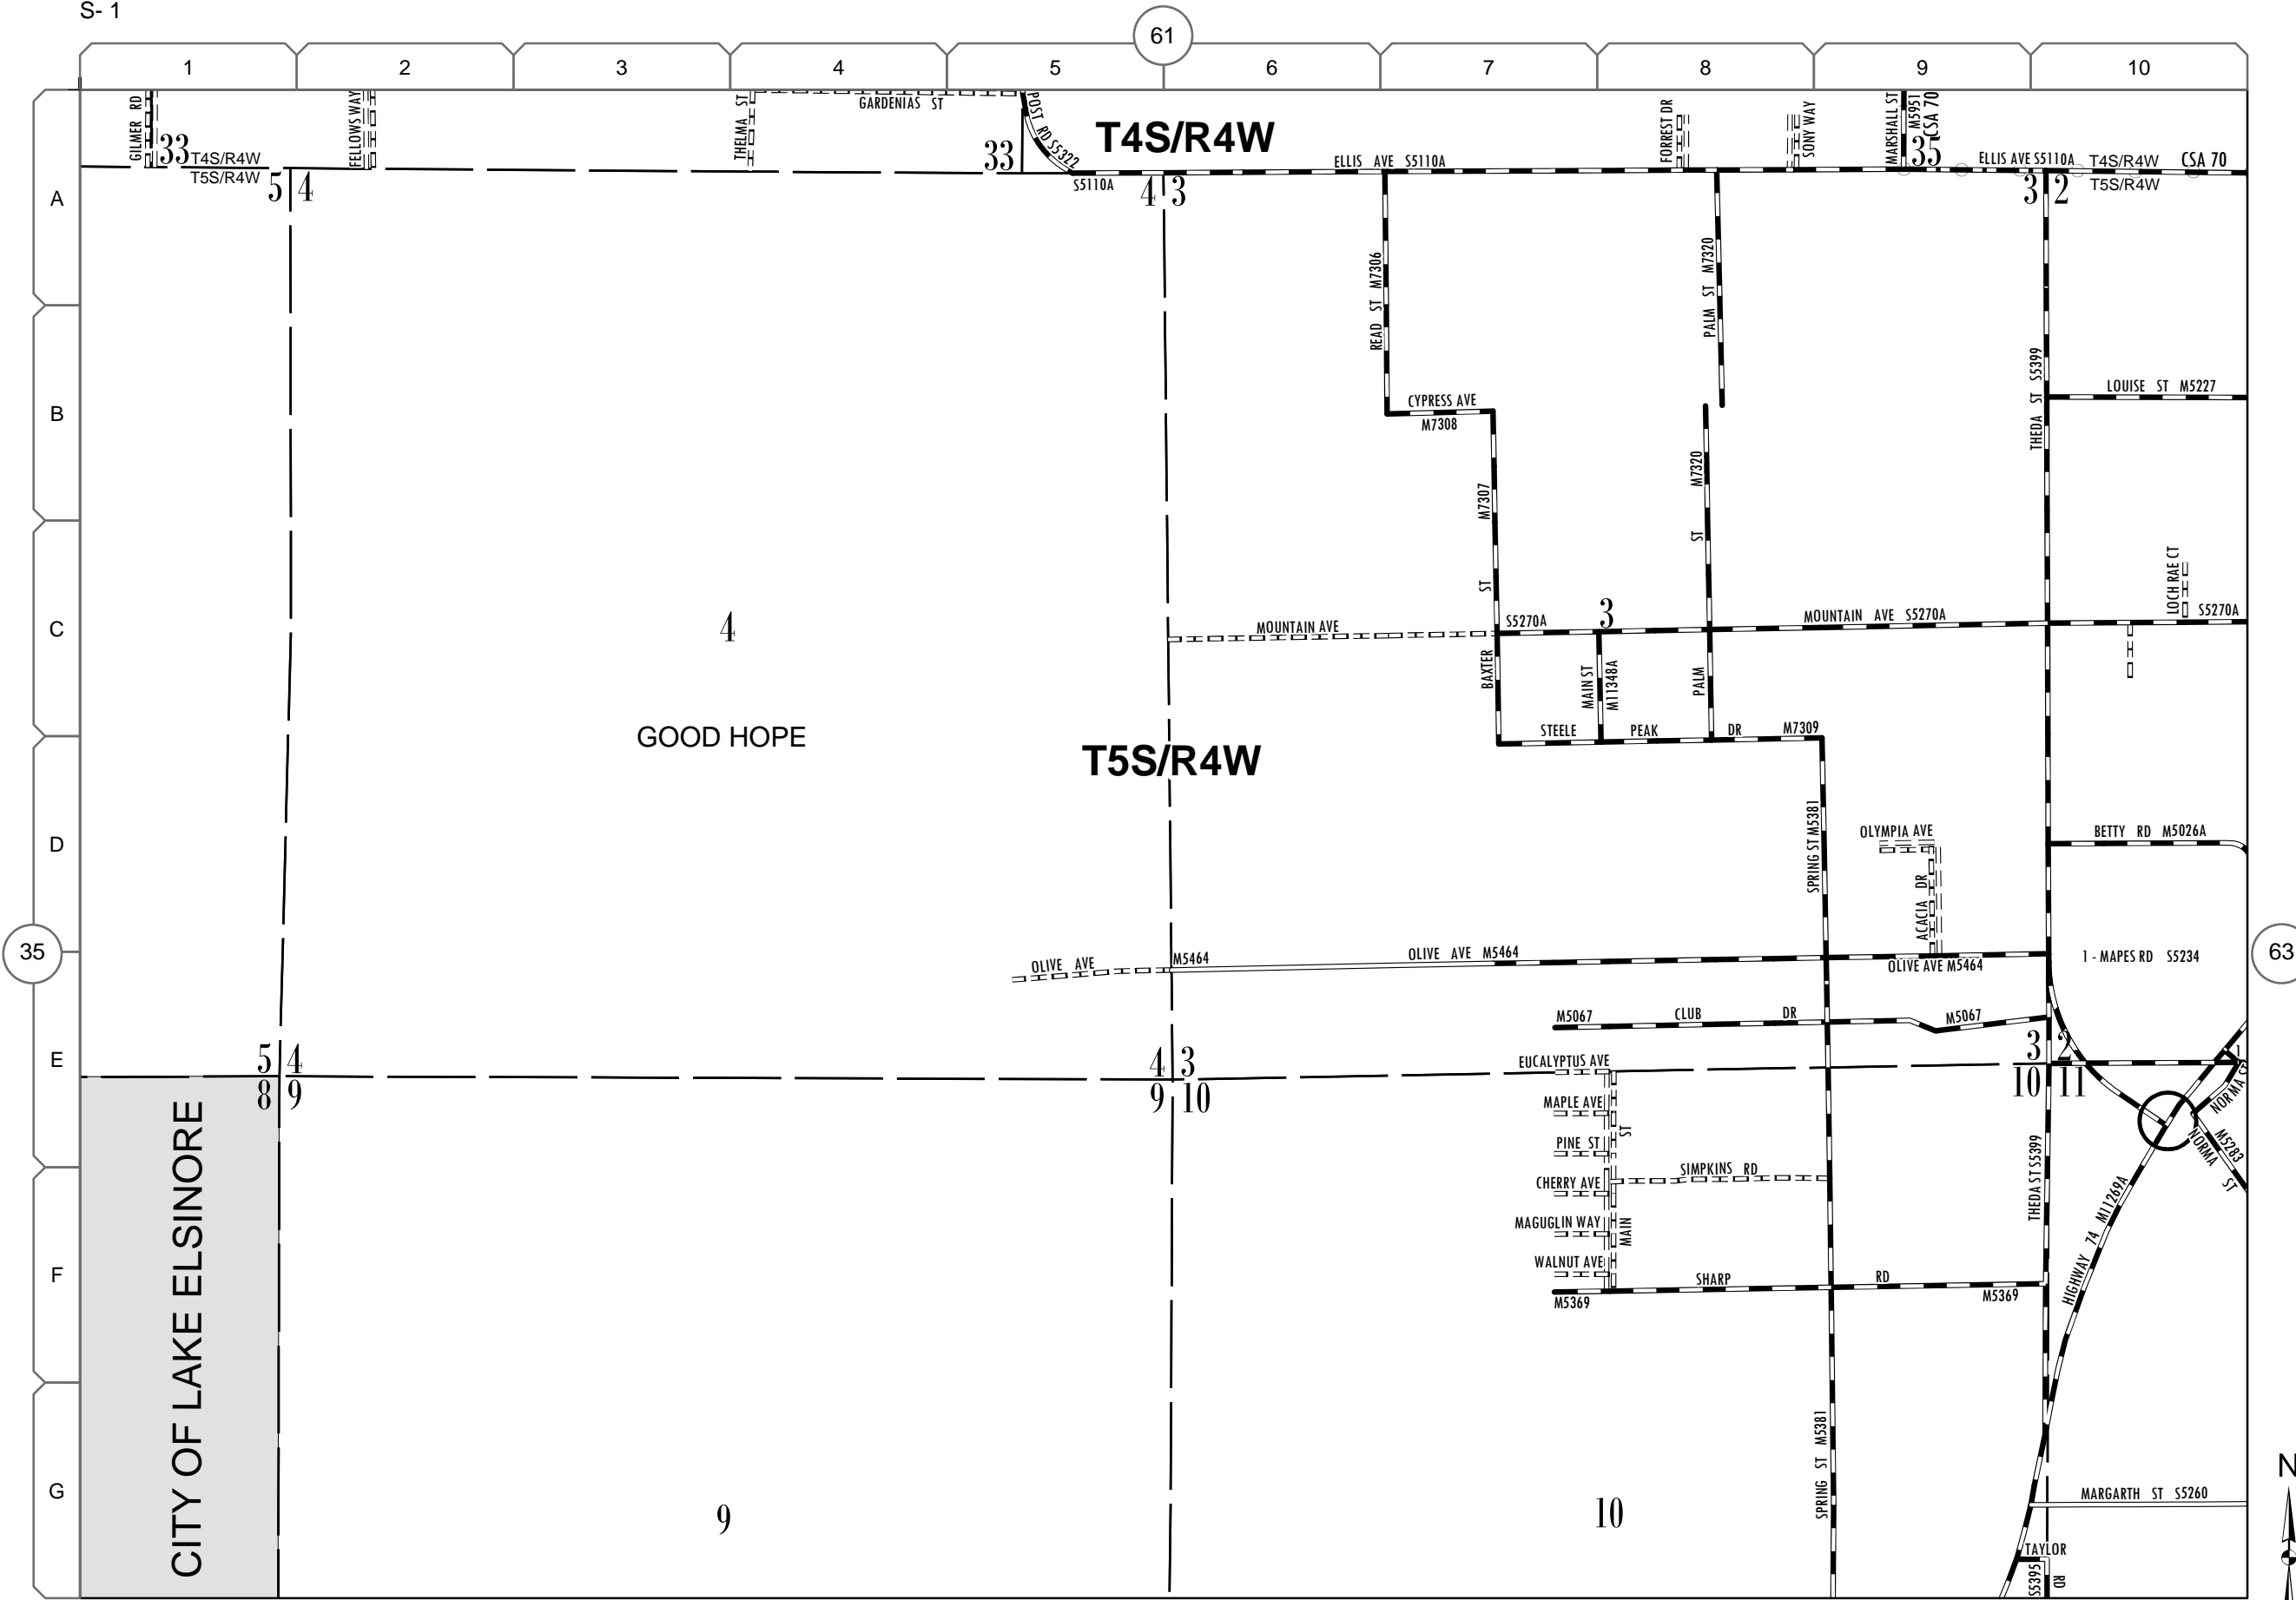 S- 1
61
1 2 3 4 5 6 7 8 9 10
GILMER RD
33
T4S/R4W
T5S/R4W
5 4
FELLOWS WAY
THELMA ST
GARDENIAS ST
POST RD S5322
33
T4S/R4W
S5110A
4 3
ELLIS AVE S5110A
FORREST DR
SONY WAY
MARSHALL ST
M5951
CSA 70
35
ELLIS AVE S5110A
T4S/R4W
T5S/R4W
CSA 70
3 2
A
READ ST M7306
PALM ST M7320
THEDA ST S5399
LOUISE ST M5227
B
CYPRESS AVE
M7308
M7307
ST
BAXTER
M7320
ST
PALM
LOCH RAE CT
S5270A
C
4
MOUNTAIN AVE
S5270A
3
MOUNTAIN AVE S5270A
MAIN ST
M11348A
GOOD HOPE
T5S/R4W
STEELE PEAK DR M7309
D
SPRING ST M5381
OLYMPIA AVE
ACACIA DR
BETTY RD M5026A
35
63
OLIVE AVE
M5464
OLIVE AVE M5464
OLIVE AVE M5464
1 - MAPES RD S5234
M5067 CLUB DR M5067
E
5 4
8 9
4 3
9 10
3 2
10 11
1
EUCALYPTUS AVE
MAPLE AVE
PINE ST
CHERRY AVE
MAGUGLIN WAY
WALNUT AVE
ST
MAIN
SIMPKINS RD
NORMA ST
NORMA ST
M5283
THEDA ST S5399
HIGHWAY 74 M11269A
F
SHARP RD
M5369
M5369
CITY OF LAKE ELSINORE
G
9
10
SPRING ST M5381
MARGARTH ST S5260
TAYLOR
RD
S5395
N